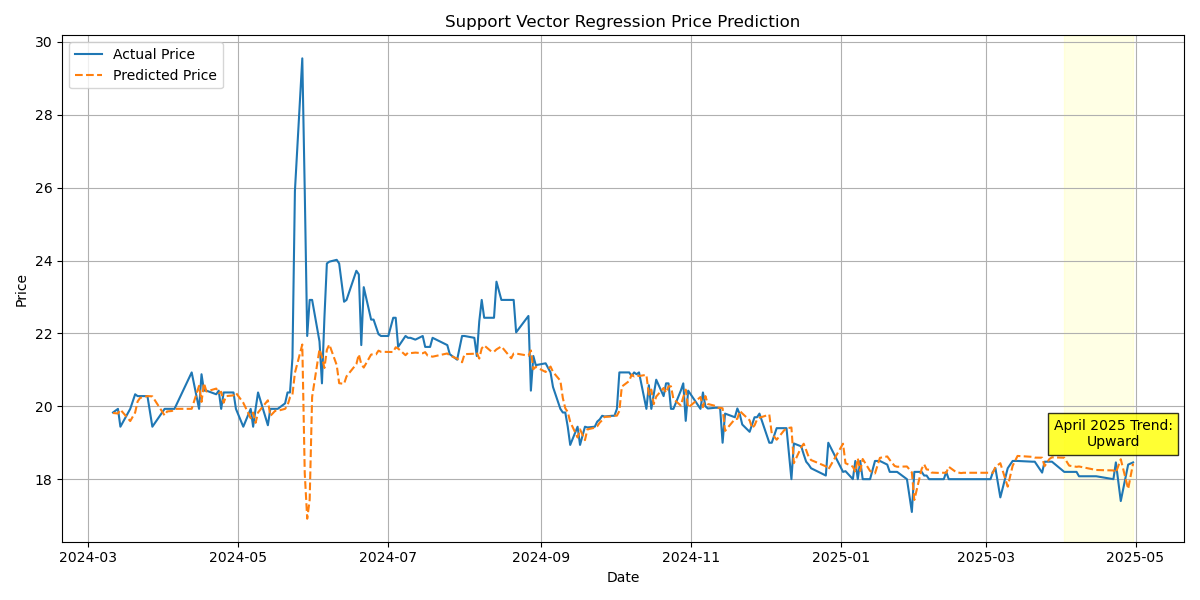 Support Vector Regression Price Prediction
Actual Price
Predicted Price
30
28
26
24
22
20
18
Price
April 2025 Trend:
Upward
2024-03 2024-05 2024-07 2024-09 2024-11 2025-01 2025-03 2025-05
Date